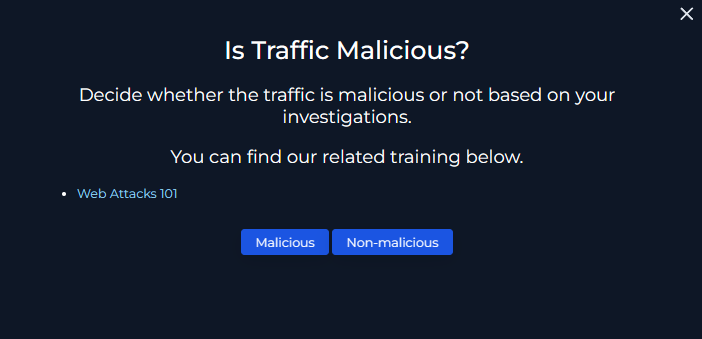 Is Traffic Malicious?
Decide whether the traffic is malicious or not based on your
investigations.
You can find our related training below.
Web Attacks 101
Malicious
Non-malicious